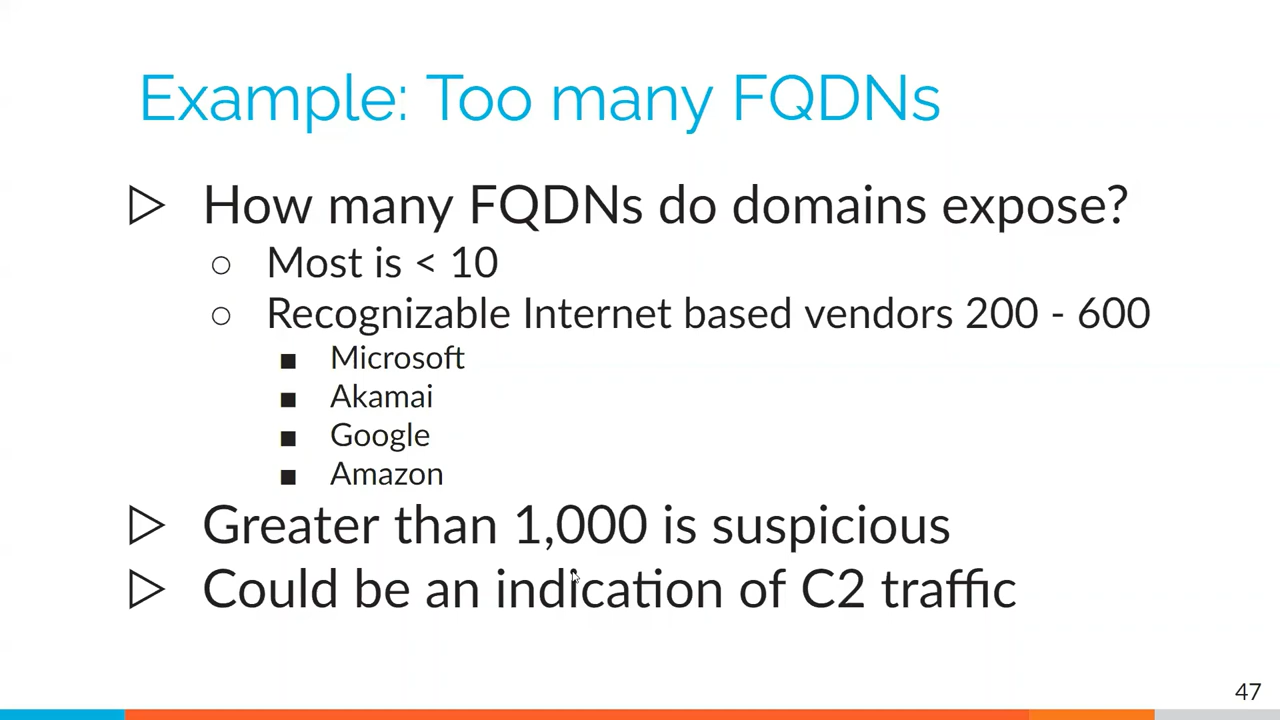 Example: Too many FQDNs
▷ How many FQDNs do domains expose?
○ Most is < 10
○ Recognizable Internet based vendors 200 - 600
■ Microsoft
■ Akamai
■ Google
■ Amazon
▷ Greater than 1,000 is suspicious
▷ Could be an indication of C2 traffic
47